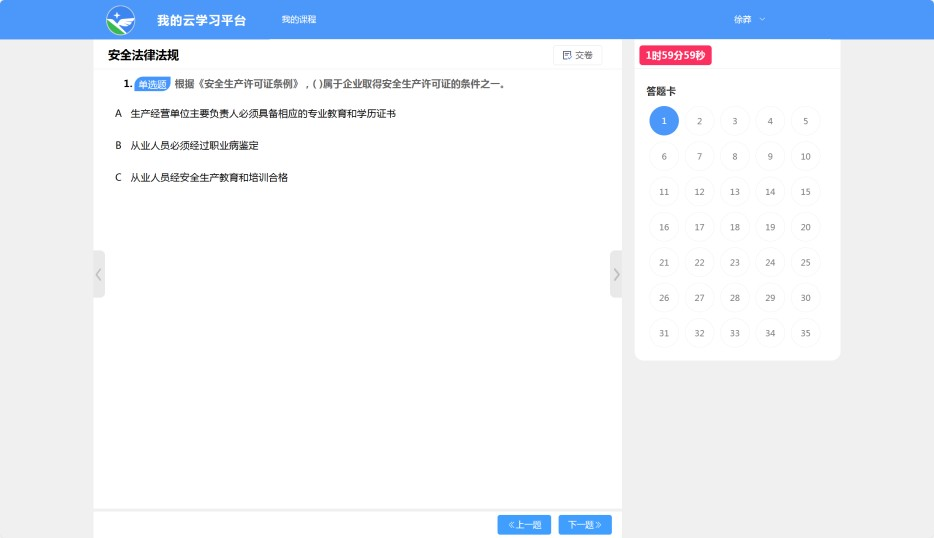 我的云学习平台
我的课程
徐莽
安全法律法规
交卷
1时59分59秒
1. 单选题 根据《安全生产许可证条例》，( )属于企业取得安全生产许可证的条件之一。
A 生产经营单位主要负责人必须具备相应的专业教育和学历证书
B 从业人员必须经过职业病鉴定
C 从业人员经安全生产教育和培训合格
答题卡
1 2 3 4 5
6 7 8 9 10
11 12 13 14 15
16 17 18 19 20
21 22 23 24 25
26 27 28 29 30
31 32 33 34 35
《上一题
下一题》